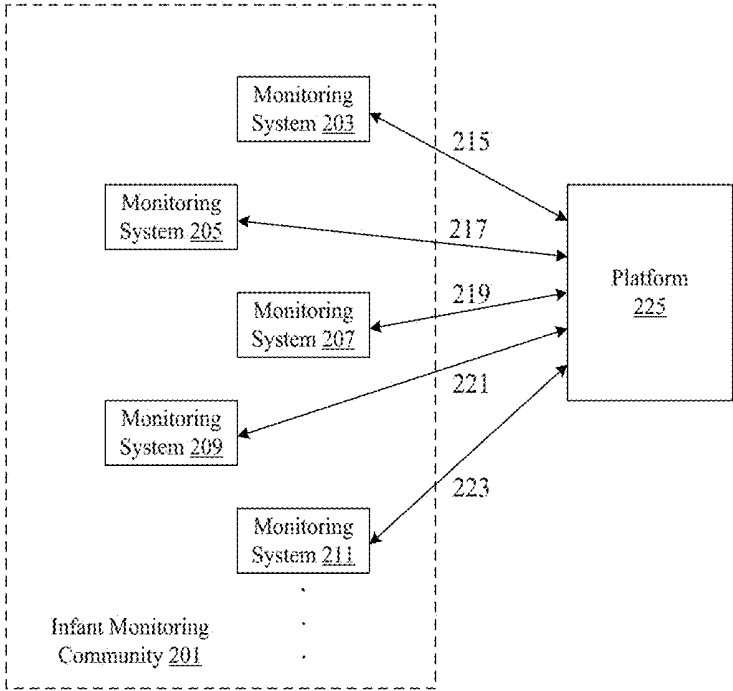 Monitoring
System 203
215
Monitoring
System 205
217
Platform
225
219
Monitoring
System 207
221
Monitoring
System 209
223
Monitoring
System 211
Infant Monitoring
Community 201